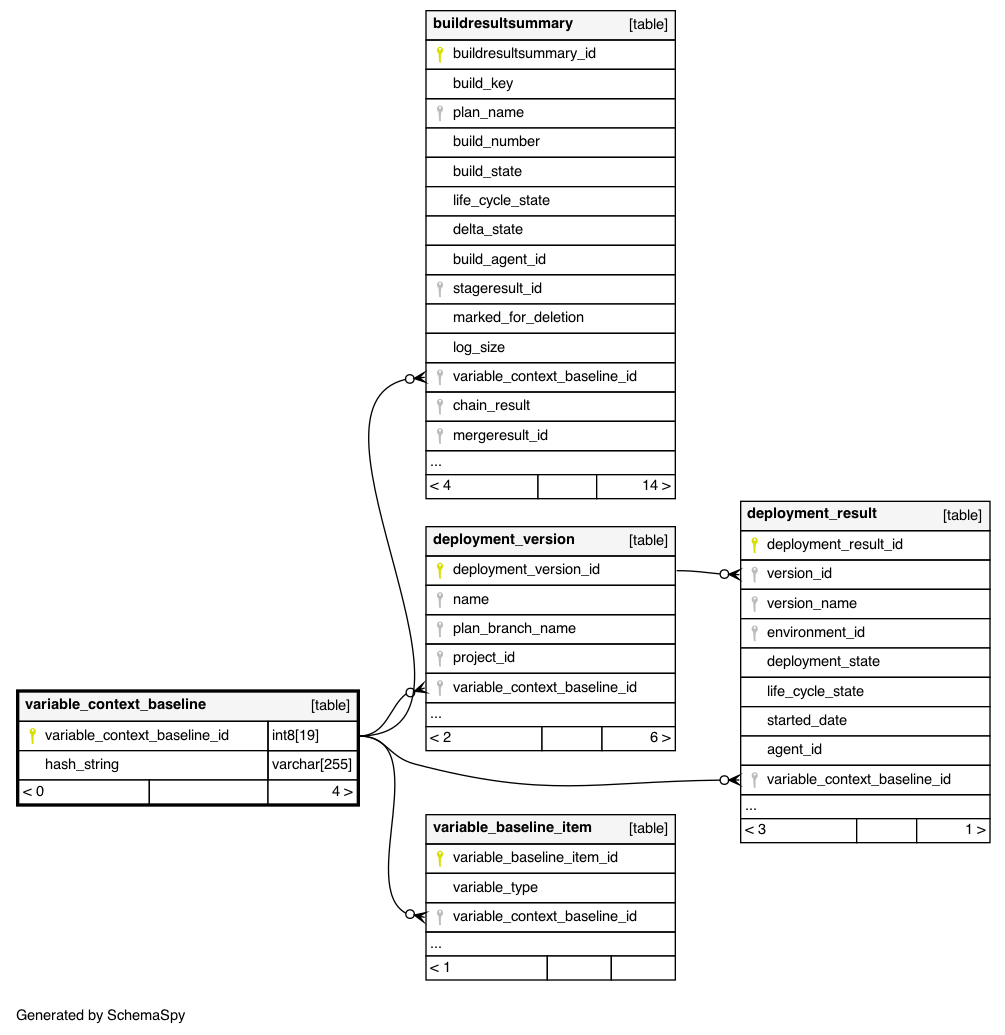 buildresultsummary [table]
buildresultsummary_id
build_key
plan_name
build_number
build_state
life_cycle_state
delta_state
build_agent_id
stageresult_id
marked_for_deletion
log_size
variable_context_baseline_id
chain_result
mergeresult_id
...
< 4 14 >
deployment_version [table]
deployment_version_id
name
plan_branch_name
project_id
variable_context_baseline_id
...
< 2 6 >
deployment_result [table]
deployment_result_id
version_id
version_name
environment_id
deployment_state
life_cycle_state
started_date
agent_id
variable_context_baseline_id
...
< 3 1 >
variable_context_baseline [table]
variable_context_baseline_id int8[19]
hash_string varchar[255]
< 0 4 >
variable_baseline_item [table]
variable_baseline_item_id
variable_type
variable_context_baseline_id
...
< 1
Generated by SchemaSpy